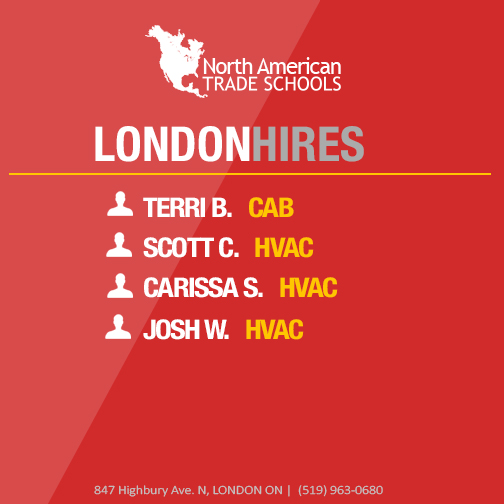 North American
TRADE SCHOOLS
LONDONHIRES
TERRI B. CAB
SCOTT C. HVAC
CARISSA S. HVAC
JOSH W. HVAC
847 Highbury Ave. N, LONDON ON | (519) 963-0680